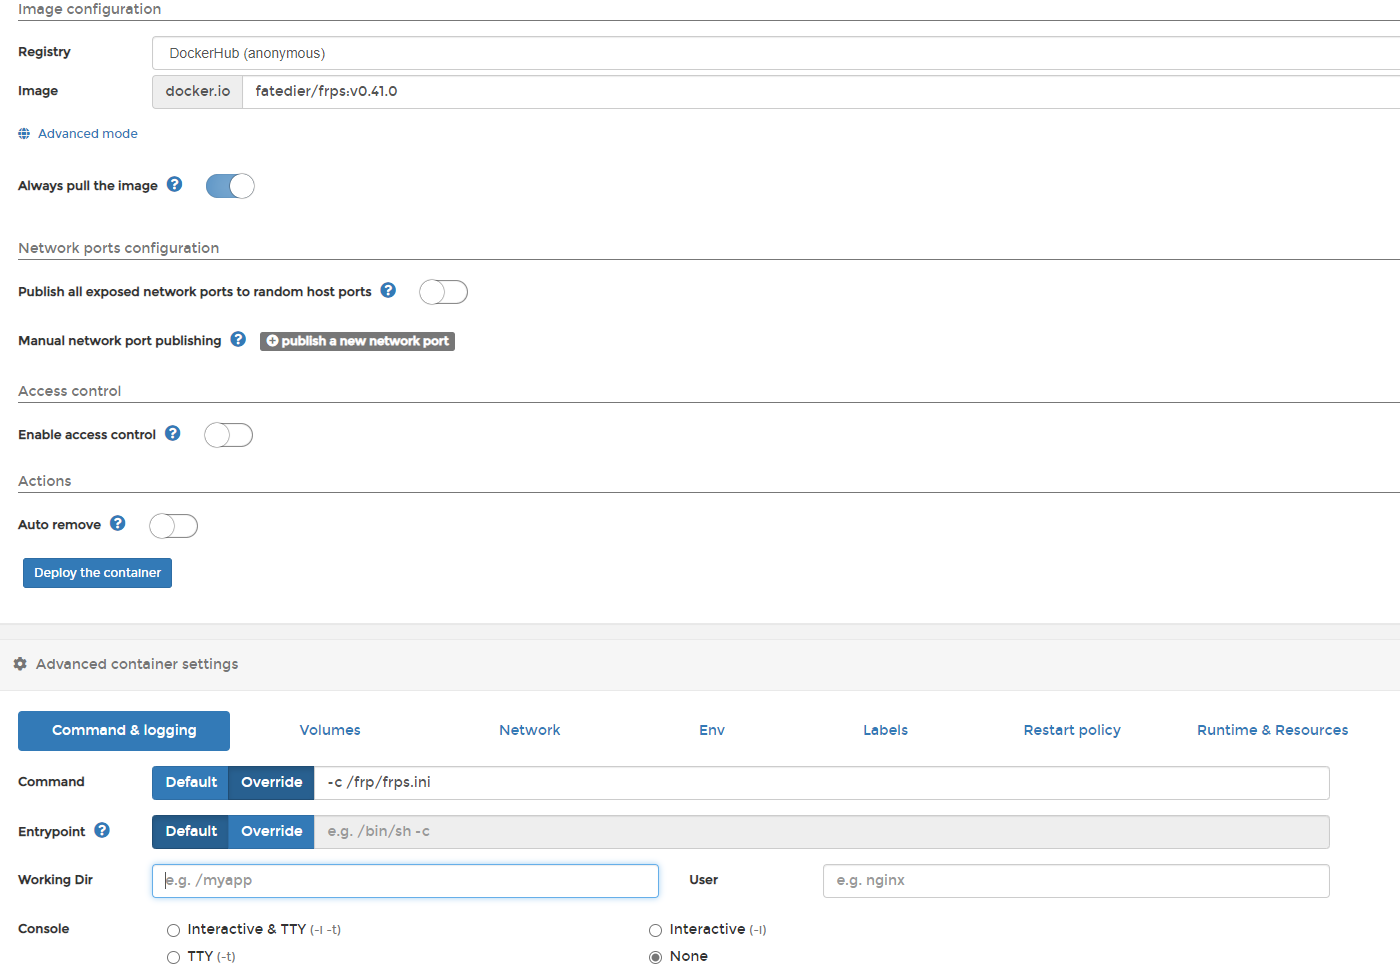 Image configuration
Registry
DockerHub (anonymous)
Image
docker.io
fatedier/frps:v0.41.0
Advanced mode
Always pull the image
Network ports configuration
Publish all exposed network ports to random host ports
Manual network port publishing
publish a new network port
Access control
Enable access control
Actions
Auto remove
Deploy the container
Advanced container settings
Command & logging
Volumes
Network
Env
Labels
Restart policy
Runtime & Resources
Command
Default
Override
-c /frp/frps.ini
Entrypoint
Default
Override
e.g. /bin/sh -c
Working Dir
e.g. /myapp
User
e.g. nginx
Console
Interactive & TTY (-i -t)
Interactive (-i)
TTY (-t)
None